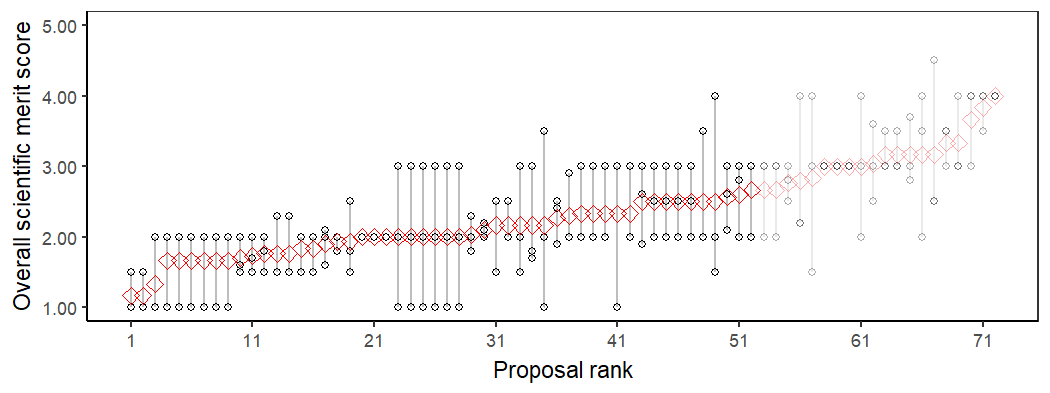 Overall scientific merit score
5.00
4.00
3.00
2.00
1.00
1 11 21 31 41 51 61 71
Proposal rank